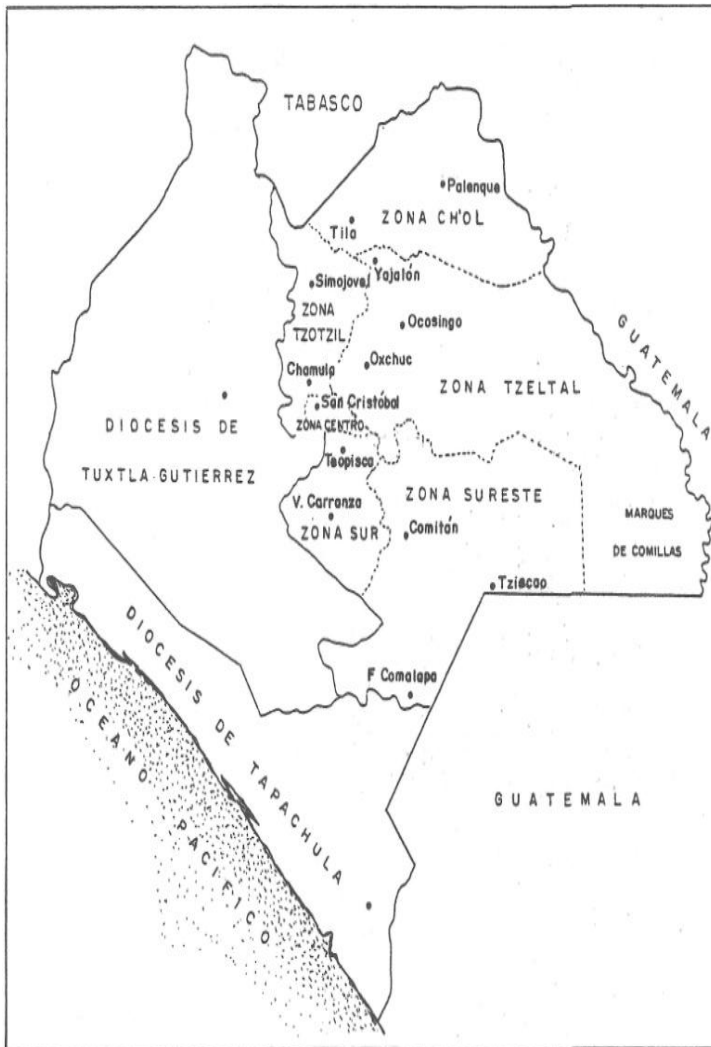 TABASCO
Palenque
ZONA CH'OL
Tila
Yajalón
Simojovel
ZONA
TZOTZIL
Ocosingo
GUATEMALA
Oxchuc
Chamula
ZONA TZELTAL
San Cristóbal
ZONA CENTRO
DIOCESIS DE
TUXTLA-GUTIERREZ
Teopisca
ZONA SURESTE
V. Carranza
ZONA SUR
Comitán
MARQUES
DE COMILLAS
Tziscao
DIOCESIS DE TAPACHULA
F Comalapa
OCEANO PACIFICO
GUATEMALA